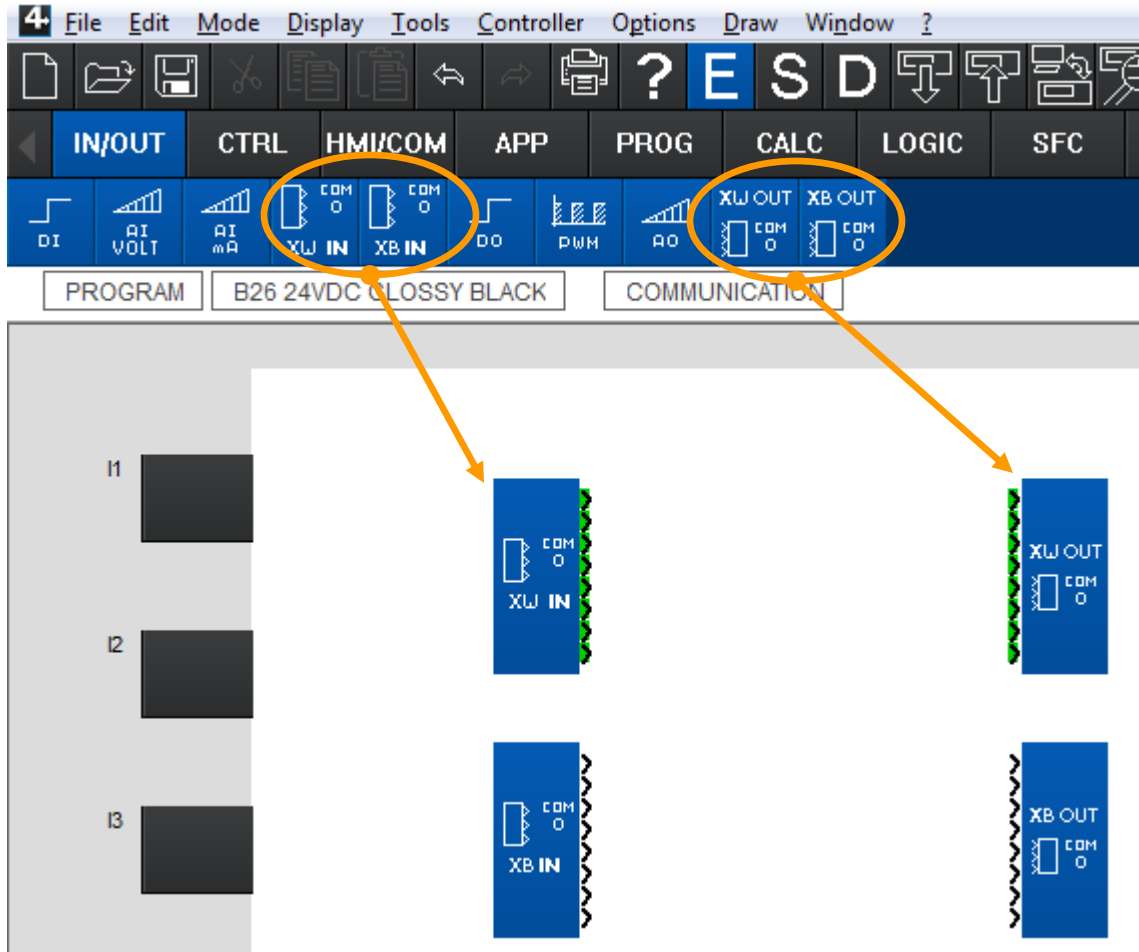 4 File Edit Mode Display Tools Controller Options Draw Window ?
? E S D
IN/OUT CTRL HMI/COM APP PROG CALC LOGIC SFC
DI AI VOLT AI mA COM 0 XW IN COM 0 XB IN DO PWM AO XW OUT COM 0 XB OUT COM 0
PROGRAM B26 24VDC GLOSSY BLACK COMMUNICATION
I1
COM
0
XW IN
XW OUT
COM
0
I2
I3
COM
0
XB IN
XB OUT
COM
0